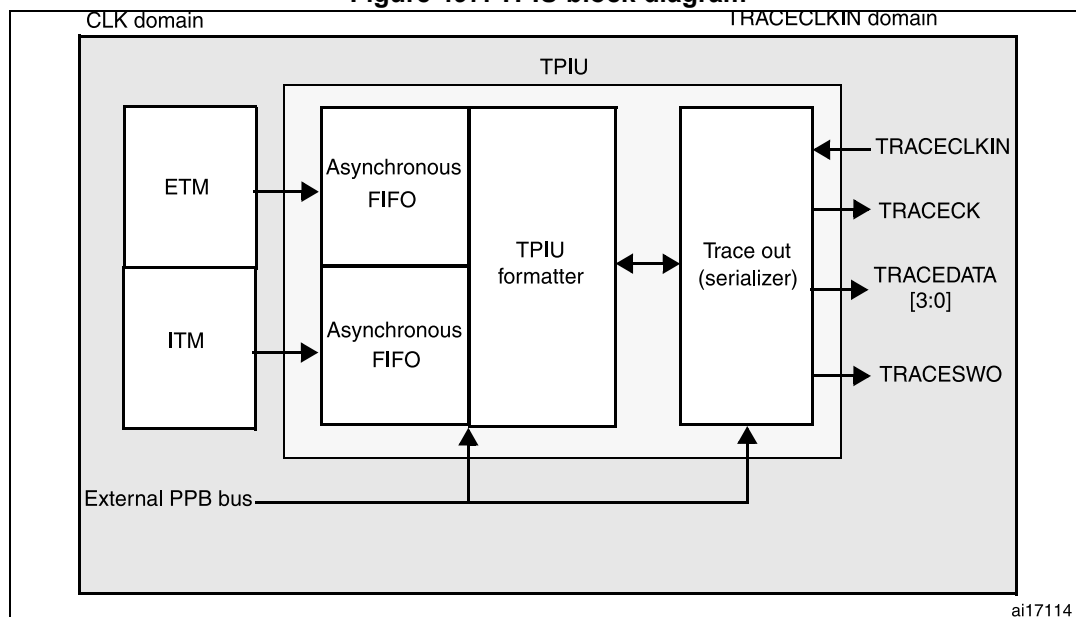 CLK domain
TRACECLKIN domain
TPIU
ETM
ITM
Asynchronous
FIFO
Asynchronous
FIFO
TPIU
formatter
Trace out
(serializer)
TRACECLKIN
TRACECK
TRACEDATA
[3:0]
TRACESWO
External PPB bus
ai17114